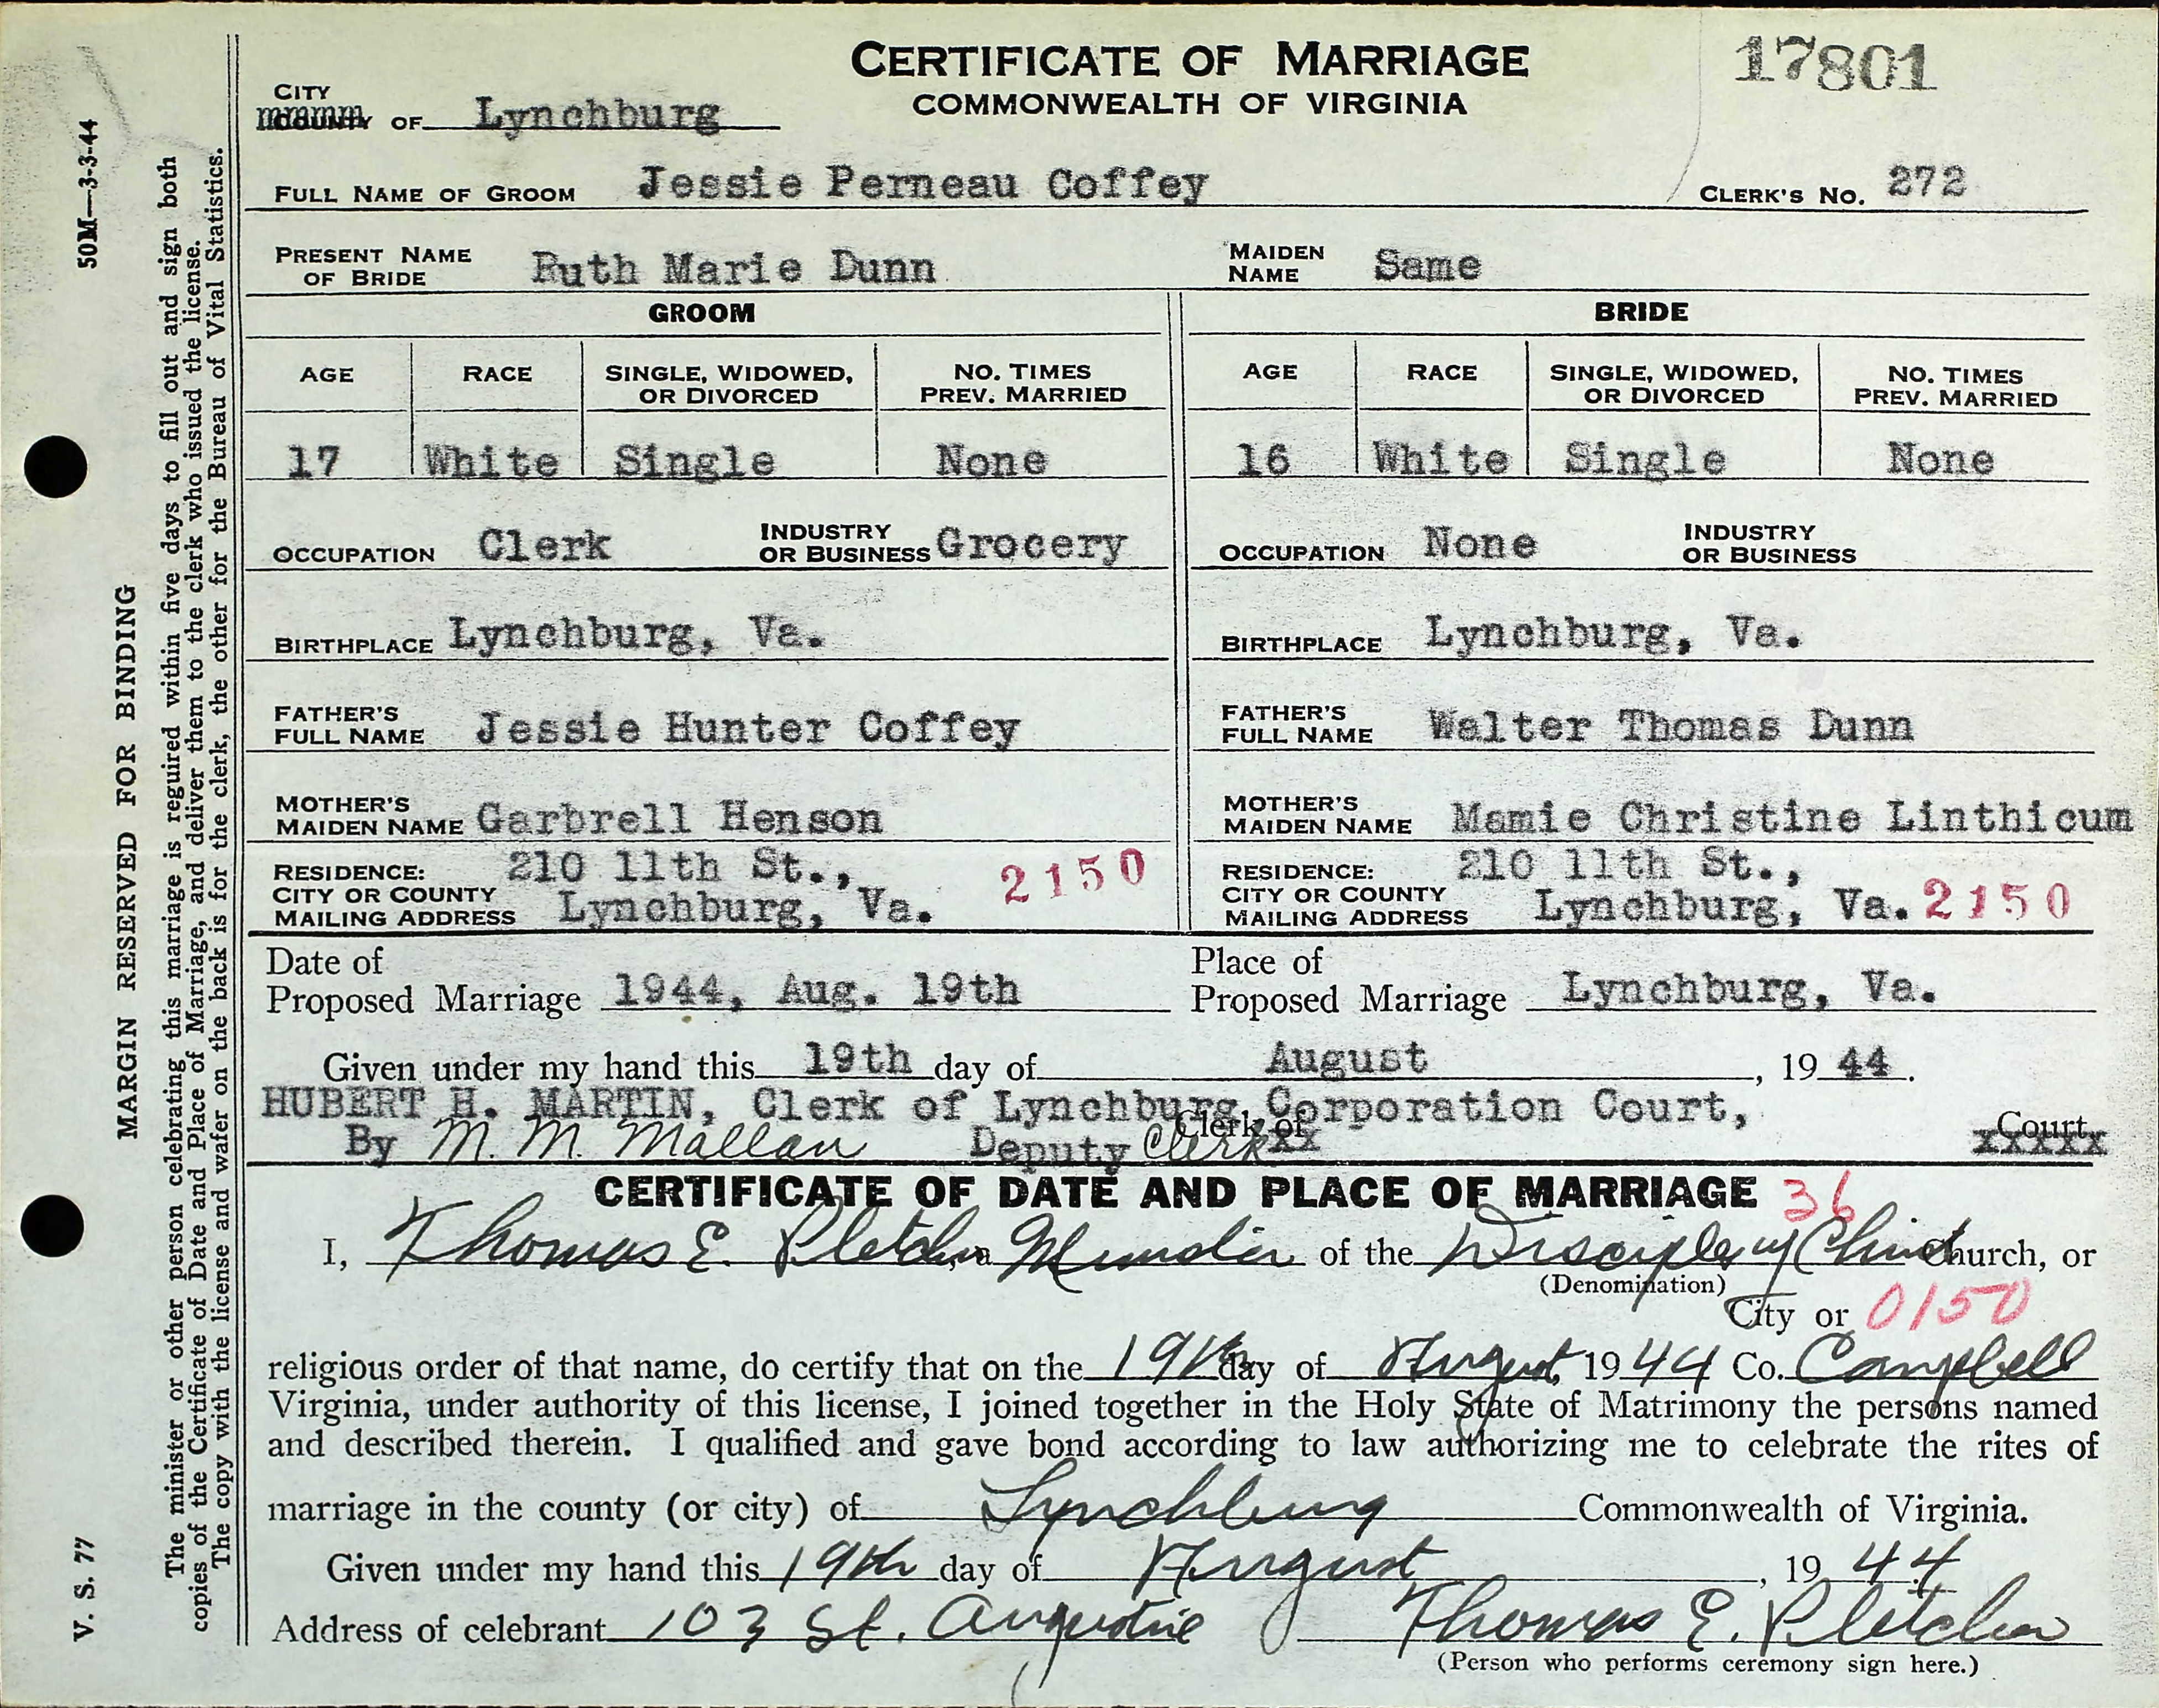 CERTIFICATE OF MARRIAGE
COMMONWEALTH OF VIRGINIA
17801
CITY
COUNTY OF Lynchburg
FULL NAME OF GROOM Jessie Perneau Coffey CLERK'S No. 272
PRESENT NAME OF BRIDE Ruth Marie Dunn MAIDEN NAME Same
GROOM BRIDE
AGE RACE SINGLE, WIDOWED, OR DIVORCED NO. TIMES PREV. MARRIED AGE RACE SINGLE, WIDOWED, OR DIVORCED NO. TIMES PREV. MARRIED
17 White Single None 16 White Single None
OCCUPATION Clerk INDUSTRY OR BUSINESS Grocery OCCUPATION None INDUSTRY OR BUSINESS
BIRTHPLACE Lynchburg, Va. BIRTHPLACE Lynchburg, Va.
FATHER'S FULL NAME Jessie Hunter Coffey FATHER'S FULL NAME Walter Thomas Dunn
MOTHER'S MAIDEN NAME Garbrell Henson MOTHER'S MAIDEN NAME Mamie Christine Linthicum
RESIDENCE: 210 11th St., 2150 RESIDENCE: 210 11th St.,
CITY OR COUNTY MAILING ADDRESS Lynchburg, Va. CITY OR COUNTY MAILING ADDRESS Lynchburg, Va. 2150
Date of Proposed Marriage 1944, Aug. 19th Place of Proposed Marriage Lynchburg, Va.
Given under my hand this 19th day of August, 1944.
HUBERT H. MARTIN, Clerk of Lynchburg Corporation Court,
By M. M. Mallan Deputy Clerk Clerk of xx Court xxxxx
CERTIFICATE OF DATE AND PLACE OF MARRIAGE 36
I, Thomas E. Pletcher, a Minister of the Disciple of Christ Church, or
(Denomination)
City or 0150
religious order of that name, do certify that on the 19th day of August, 1944 Co. Campbell
Virginia, under authority of this license, I joined together in the Holy State of Matrimony the persons named
and described therein. I qualified and gave bond according to law authorizing me to celebrate the rites of
marriage in the county (or city) of Lynchburg Commonwealth of Virginia.
Given under my hand this 19th day of August, 1944
Address of celebrant 103 St. Augustine Thomas E. Pletcher
(Person who performs ceremony sign here.)
50M—3-3-44
MARGIN RESERVED FOR BINDING
V. S. 77
The minister or other person celebrating this marriage is required within five days to fill out and sign both
copies of the Certificate of Date and Place of Marriage, and deliver them to the clerk who issued the license.
The copy with the license and wafer on the back is for the clerk, the other for the Bureau of Vital Statistics.